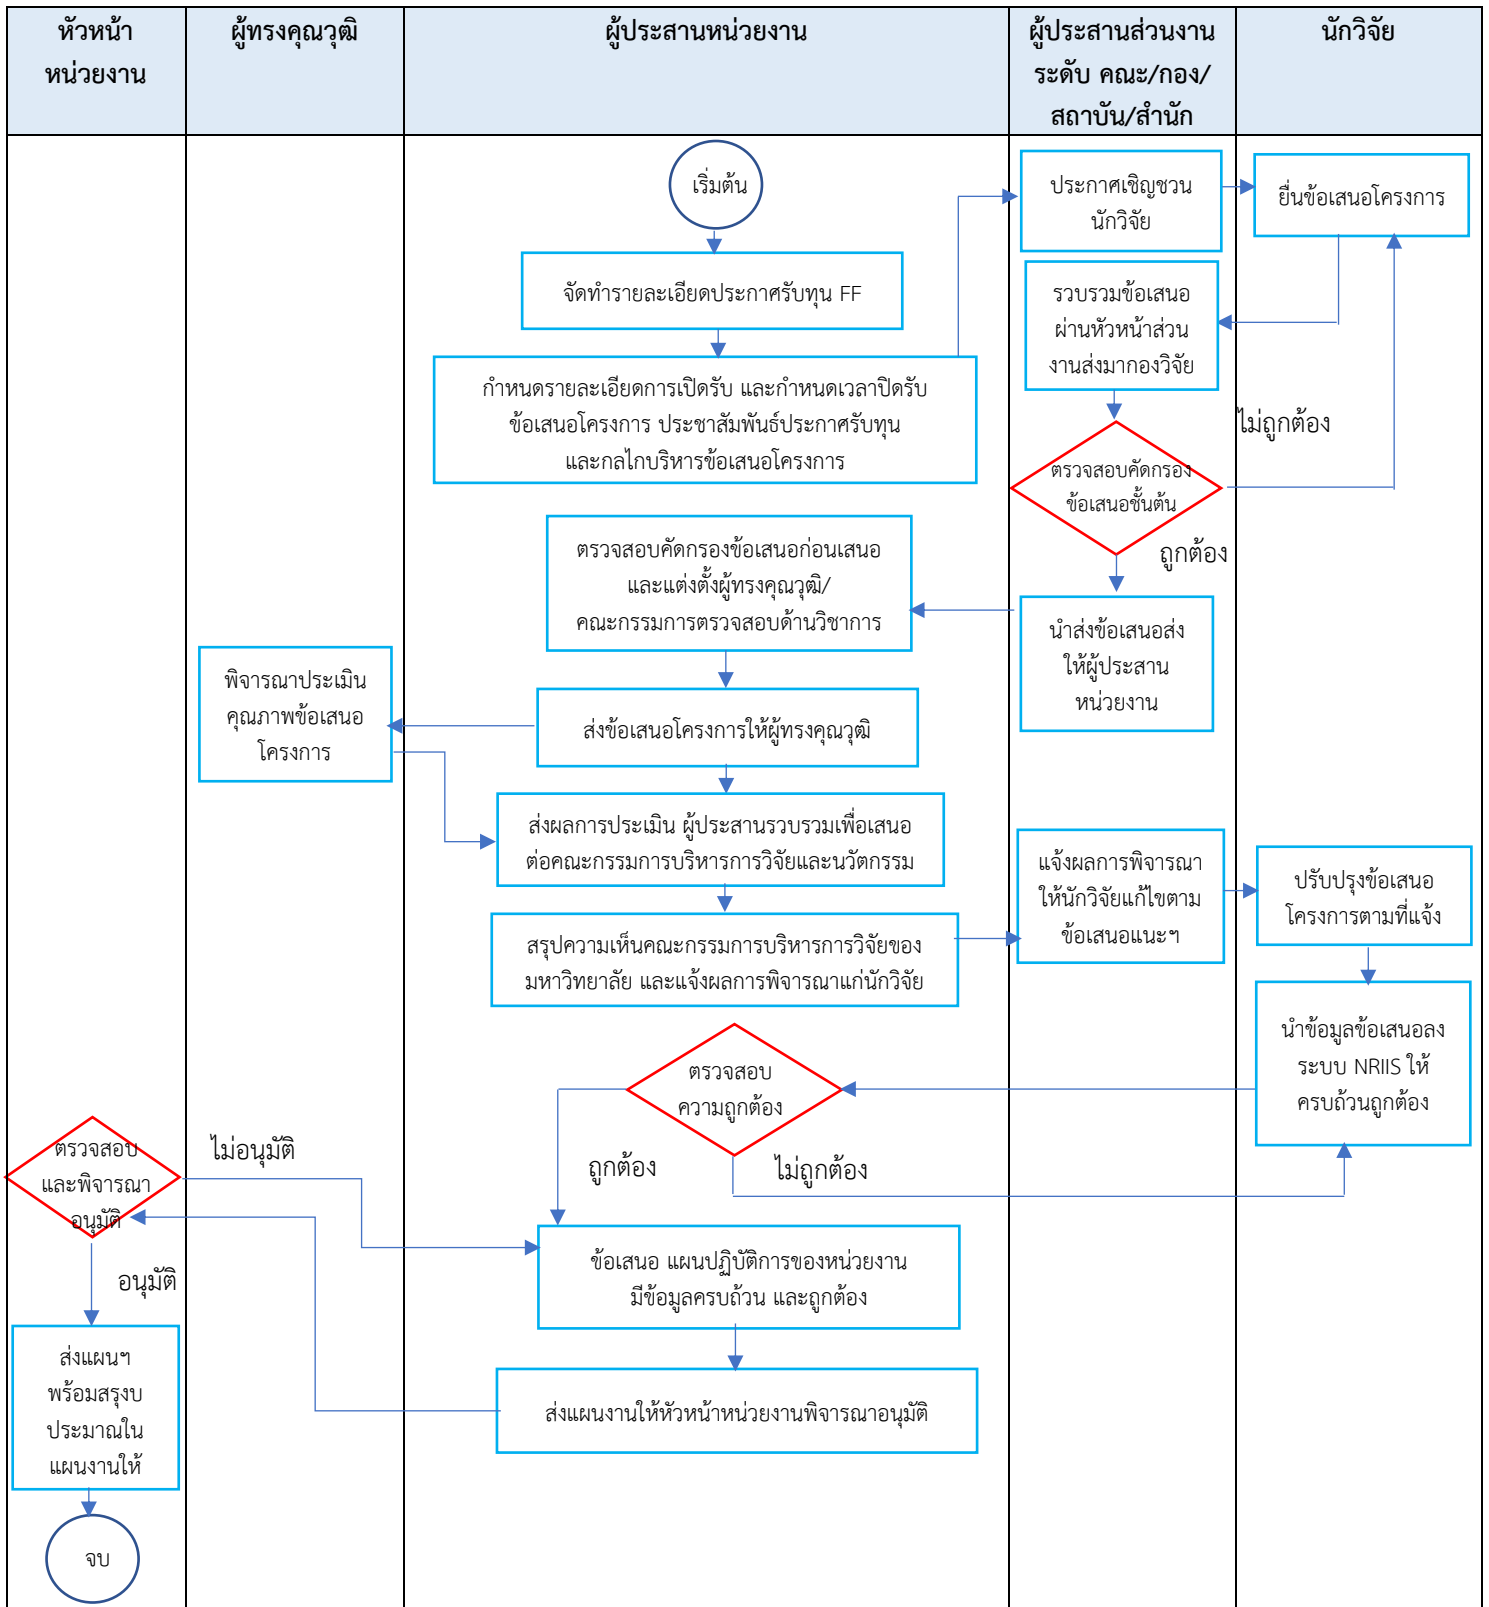 หัวหน้า
หน่วยงาน
ผู้ทรงคุณวุฒิ
ผู้ประสานหน่วยงาน
ผู้ประสานส่วนงาน
ระดับ คณะ/กอง/
สถาบัน/สำนัก
นักวิจัย
เริ่มต้น
ประกาศเชิญชวน
นักวิจัย
ยื่นข้อเสนอโครงการ
จัดทำรายละเอียดประกาศรับทุน FF
รวบรวมข้อเสนอ
ผ่านหัวหน้าส่วน
งานส่งมากองวิจัย
กำหนดรายละเอียดการเปิดรับ และกำหนดเวลาปิดรับ
ข้อเสนอโครงการ ประชาสัมพันธ์ประกาศรับทุน
และกลไกบริหารข้อเสนอโครงการ
ไม่ถูกต้อง
ตรวจสอบคัดกรอง
ข้อเสนอชั้นต้น
ถูกต้อง
ตรวจสอบคัดกรองข้อเสนอก่อนเสนอ
และแต่งตั้งผู้ทรงคุณวุฒิ/
คณะกรรมการตรวจสอบด้านวิชาการ
นำส่งข้อเสนอส่ง
ให้ผู้ประสาน
หน่วยงาน
พิจารณาประเมิน
คุณภาพข้อเสนอ
โครงการ
ส่งข้อเสนอโครงการให้ผู้ทรงคุณวุฒิ
ส่งผลการประเมิน ผู้ประสานรวบรวมเพื่อเสนอ
ต่อคณะกรรมการบริหารการวิจัยและนวัตกรรม
แจ้งผลการพิจารณา
ให้นักวิจัยแก้ไขตาม
ข้อเสนอแนะฯ
ปรับปรุงข้อเสนอ
โครงการตามที่แจ้ง
สรุปความเห็นคณะกรรมการบริหารการวิจัยของ
มหาวิทยาลัย และแจ้งผลการพิจารณาแก่นักวิจัย
นำข้อมูลข้อเสนอลง
ระบบ NRIIS ให้
ครบถ้วนถูกต้อง
ตรวจสอบ
ความถูกต้อง
ถูกต้อง
ไม่ถูกต้อง
ตรวจสอบ
และพิจารณา
อนุมัติ
ไม่อนุมัติ
อนุมัติ
ข้อเสนอ แผนปฏิบัติการของหน่วยงาน
มีข้อมูลครบถ้วน และถูกต้อง
ส่งแผนฯ
พร้อมสรุงบ
ประมาณใน
แผนงานให้
ส่งแผนงานให้หัวหน้าหน่วยงานพิจารณาอนุมัติ
จบ